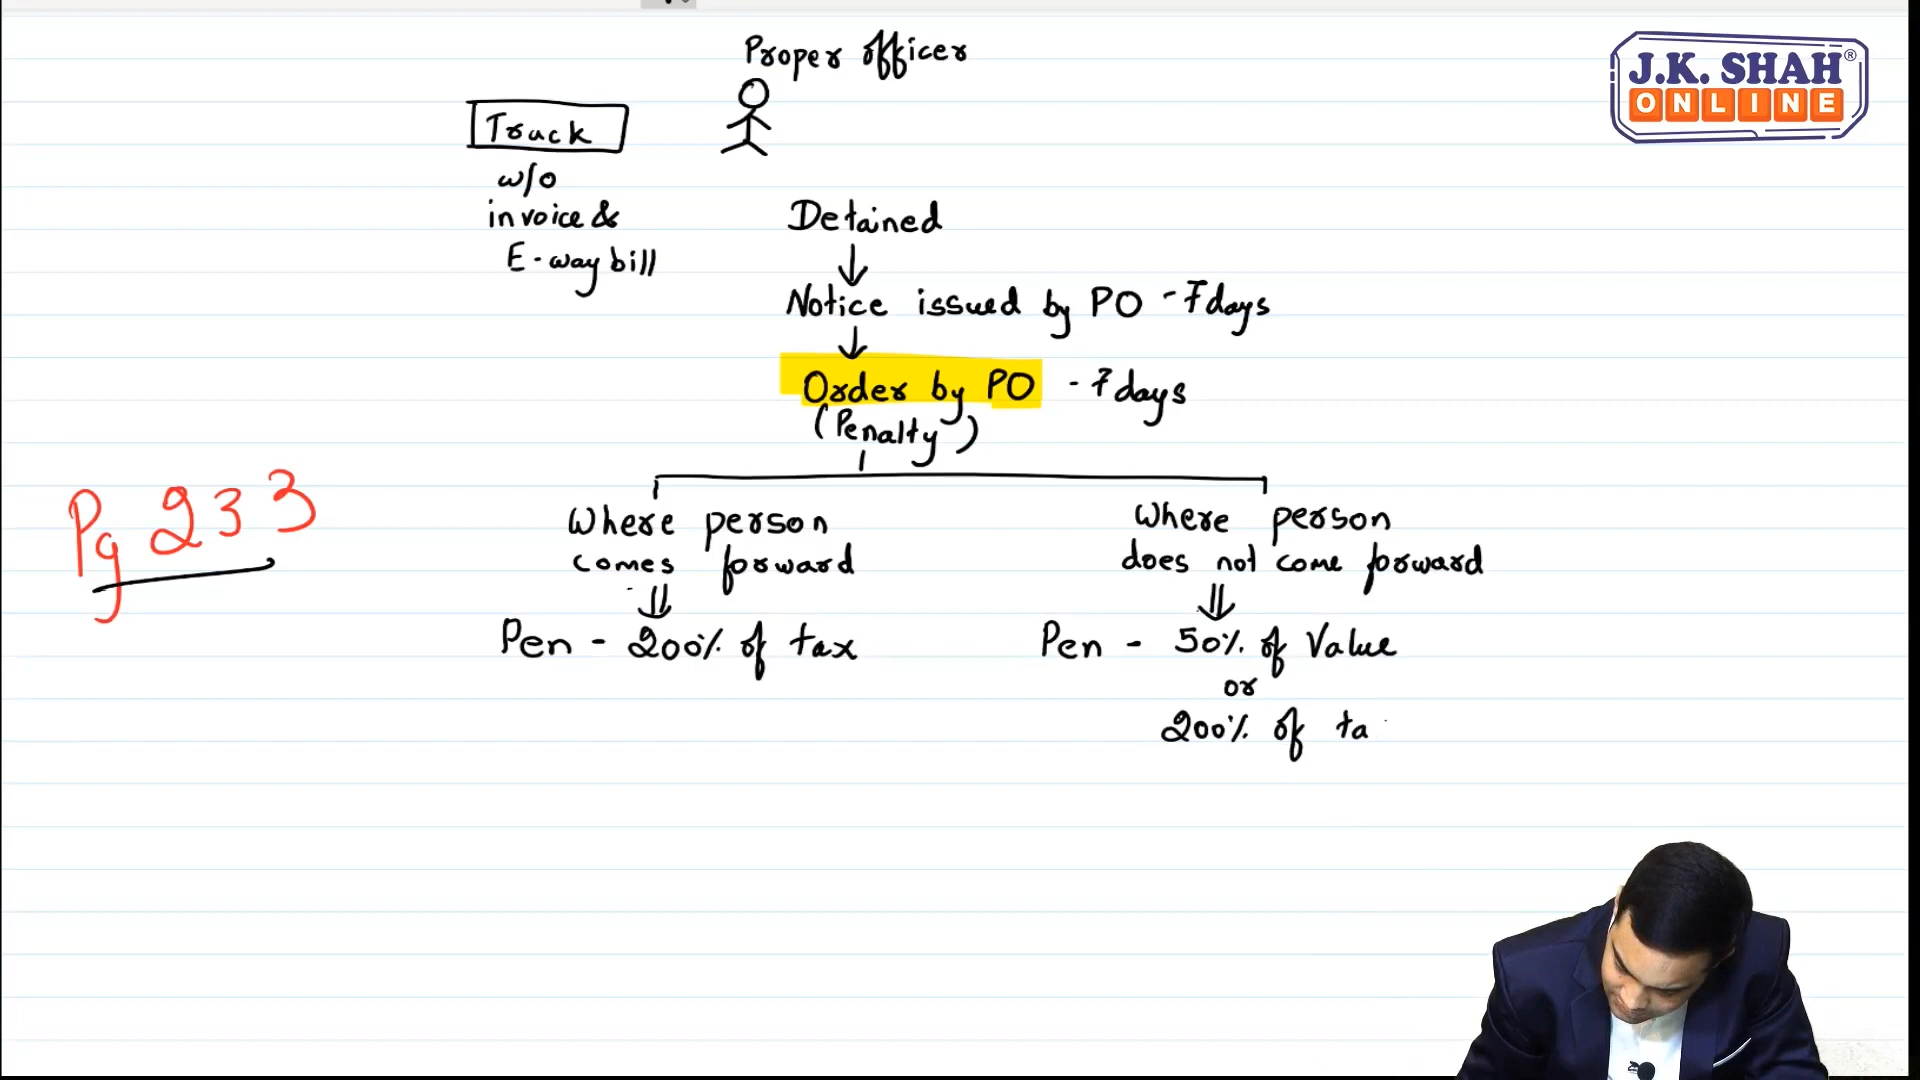 Proper officer
J.K. SHAH®
ONLINE
Truck
w/o
invoice &
E-way bill
Detained
Notice issued by PO - 7 days
Order by PO - 7 days
(Penalty)
Pg 233
Where person
comes forward
Pen - 200% of tax
Where person
does not come forward
Pen - 50% of Value
or
200% of ta